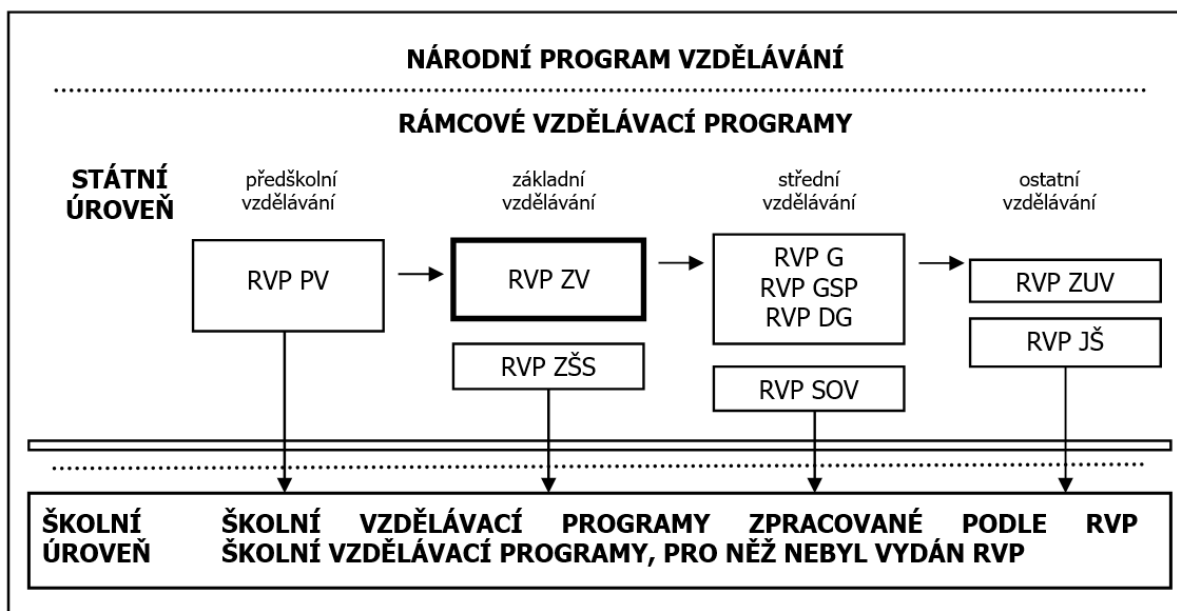 NÁRODNÍ PROGRAM VZDĚLÁVÁNÍ
RÁMCOVÉ VZDĚLÁVACÍ PROGRAMY
STÁTNÍ
ÚROVEŇ
předškolní
vzdělávání
základní
vzdělávání
střední
vzdělávání
ostatní
vzdělávání
RVP PV
RVP ZV
RVP G
RVP GSP
RVP DG
RVP ZUV
RVP ZŠS
RVP SOV
RVP JŠ
ŠKOLNÍ
ÚROVEŇ
ŠKOLNÍ VZDĚLÁVACÍ PROGRAMY ZPRACOVANÉ PODLE RVP
ŠKOLNÍ VZDĚLÁVACÍ PROGRAMY, PRO NĚŽ NEBYL VYDÁN RVP